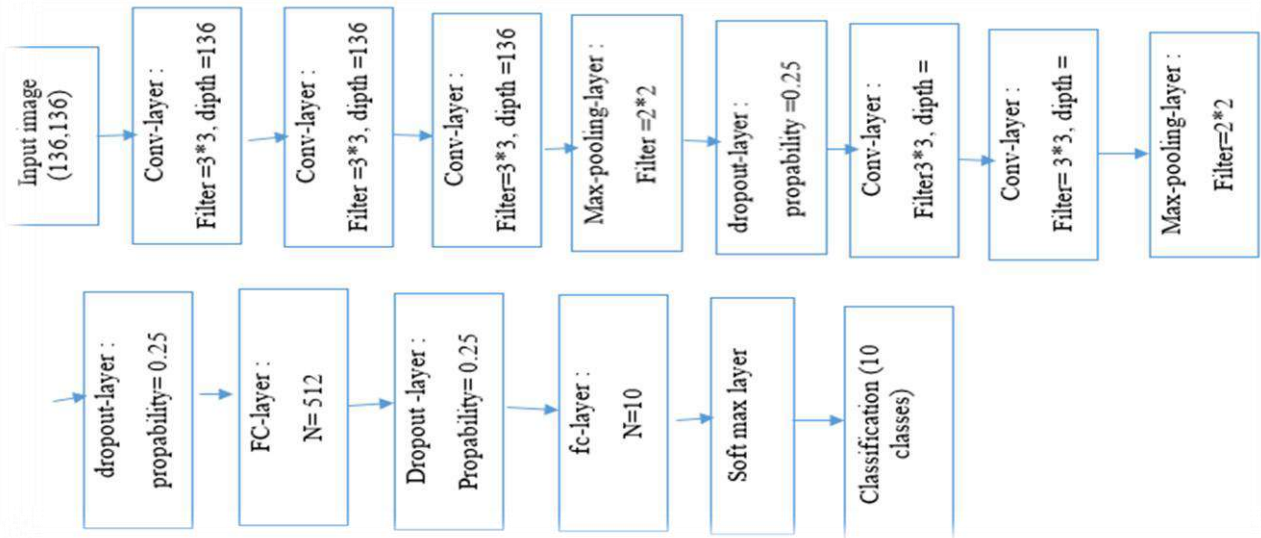 Input image
(136,136)
Conv-layer :
Filter =3*3, dipth =136
Conv-layer :
Filter =3*3, dipth =136
Conv-layer :
Filter=3*3, dipth =136
Max-pooling-layer :
Filter =2*2
dropout-layer :
propability =0.25
Conv-layer :
Filter3*3, dipth =
Conv-layer :
Filter= 3*3, dipth =
Max-pooling-layer :
Filter=2*2
dropout-layer :
propability= 0.25
FC-layer :
N= 512
Dropout -layer :
Propability= 0.25
fc-layer :
N=10
Soft max layer
Classification (10
classes)